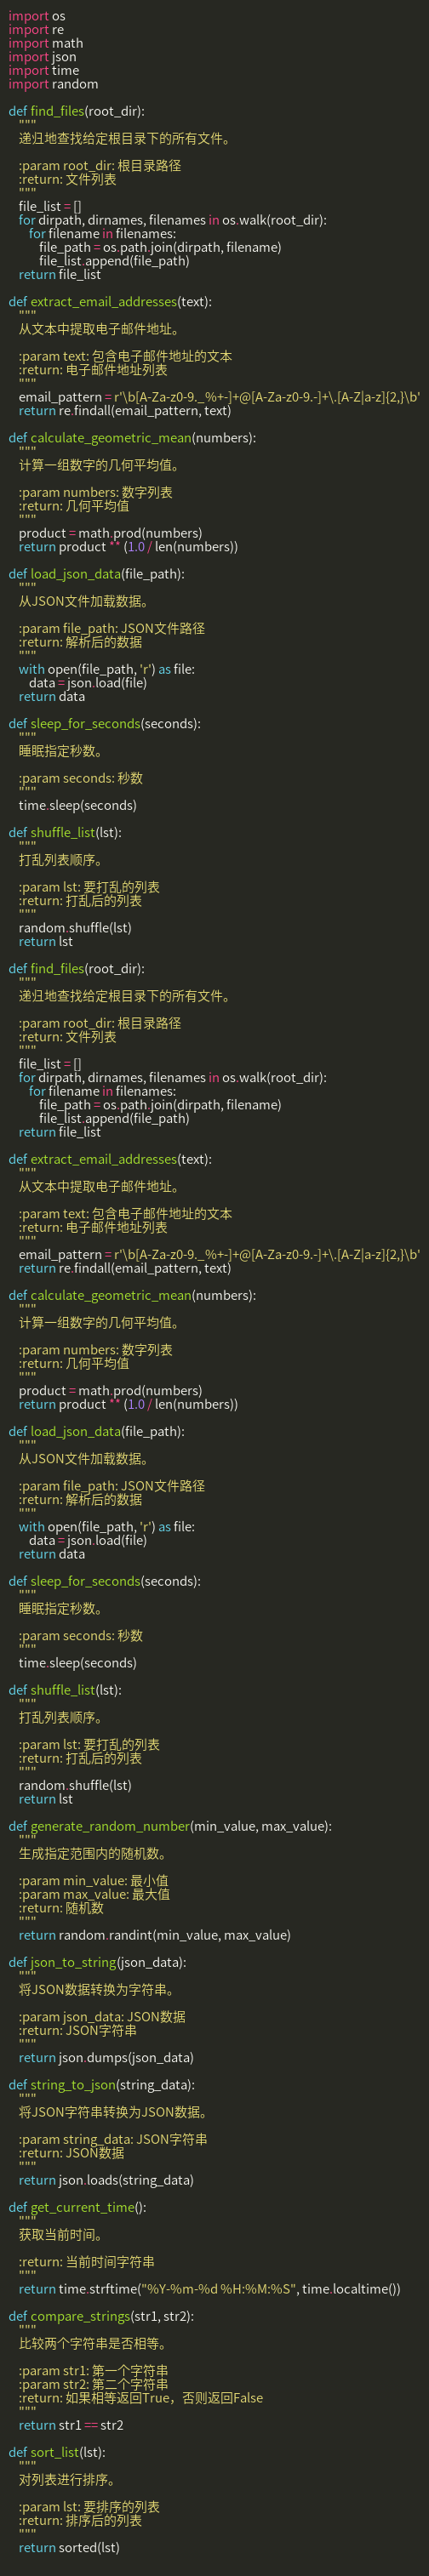 import os
import re
import math
import json
import time
import random

def find_files(root_dir):
    """
    递归地查找给定根目录下的所有文件。

    :param root_dir: 根目录路径
    :return: 文件列表
    """
    file_list = []
    for dirpath, dirnames, filenames in os.walk(root_dir):
        for filename in filenames:
            file_path = os.path.join(dirpath, filename)
            file_list.append(file_path)
    return file_list

def extract_email_addresses(text):
    """
    从文本中提取电子邮件地址。

    :param text: 包含电子邮件地址的文本
    :return: 电子邮件地址列表
    """
    email_pattern = r'\b[A-Za-z0-9._%+-]+@[A-Za-z0-9.-]+\.[A-Z|a-z]{2,}\b'
    return re.findall(email_pattern, text)

def calculate_geometric_mean(numbers):
    """
    计算一组数字的几何平均值。

    :param numbers: 数字列表
    :return: 几何平均值
    """
    product = math.prod(numbers)
    return product ** (1.0 / len(numbers))

def load_json_data(file_path):
    """
    从JSON文件加载数据。

    :param file_path: JSON文件路径
    :return: 解析后的数据
    """
    with open(file_path, 'r') as file:
        data = json.load(file)
    return data

def sleep_for_seconds(seconds):
    """
    睡眠指定秒数。

    :param seconds: 秒数
    """
    time.sleep(seconds)

def shuffle_list(lst):
    """
    打乱列表顺序。

    :param lst: 要打乱的列表
    :return: 打乱后的列表
    """
    random.shuffle(lst)
    return lst

def find_files(root_dir):
    """
    递归地查找给定根目录下的所有文件。

    :param root_dir: 根目录路径
    :return: 文件列表
    """
    file_list = []
    for dirpath, dirnames, filenames in os.walk(root_dir):
        for filename in filenames:
            file_path = os.path.join(dirpath, filename)
            file_list.append(file_path)
    return file_list

def extract_email_addresses(text):
    """
    从文本中提取电子邮件地址。

    :param text: 包含电子邮件地址的文本
    :return: 电子邮件地址列表
    """
    email_pattern = r'\b[A-Za-z0-9._%+-]+@[A-Za-z0-9.-]+\.[A-Z|a-z]{2,}\b'
    return re.findall(email_pattern, text)

def calculate_geometric_mean(numbers):
    """
    计算一组数字的几何平均值。

    :param numbers: 数字列表
    :return: 几何平均值
    """
    product = math.prod(numbers)
    return product ** (1.0 / len(numbers))

def load_json_data(file_path):
    """
    从JSON文件加载数据。

    :param file_path: JSON文件路径
    :return: 解析后的数据
    """
    with open(file_path, 'r') as file:
        data = json.load(file)
    return data

def sleep_for_seconds(seconds):
    """
    睡眠指定秒数。

    :param seconds: 秒数
    """
    time.sleep(seconds)

def shuffle_list(lst):
    """
    打乱列表顺序。

    :param lst: 要打乱的列表
    :return: 打乱后的列表
    """
    random.shuffle(lst)
    return lst

def generate_random_number(min_value, max_value):
    """
    生成指定范围内的随机数。

    :param min_value: 最小值
    :param max_value: 最大值
    :return: 随机数
    """
    return random.randint(min_value, max_value)

def json_to_string(json_data):
    """
    将JSON数据转换为字符串。

    :param json_data: JSON数据
    :return: JSON字符串
    """
    return json.dumps(json_data)

def string_to_json(string_data):
    """
    将JSON字符串转换为JSON数据。

    :param string_data: JSON字符串
    :return: JSON数据
    """
    return json.loads(string_data)

def get_current_time():
    """
    获取当前时间。

    :return: 当前时间字符串
    """
    return time.strftime("%Y-%m-%d %H:%M:%S", time.localtime())

def compare_strings(str1, str2):
    """
    比较两个字符串是否相等。

    :param str1: 第一个字符串
    :param str2: 第二个字符串
    :return: 如果相等返回True，否则返回False
    """
    return str1 == str2

def sort_list(lst):
    """
    对列表进行排序。

    :param lst: 要排序的列表
    :return: 排序后的列表
    """
    return sorted(lst)